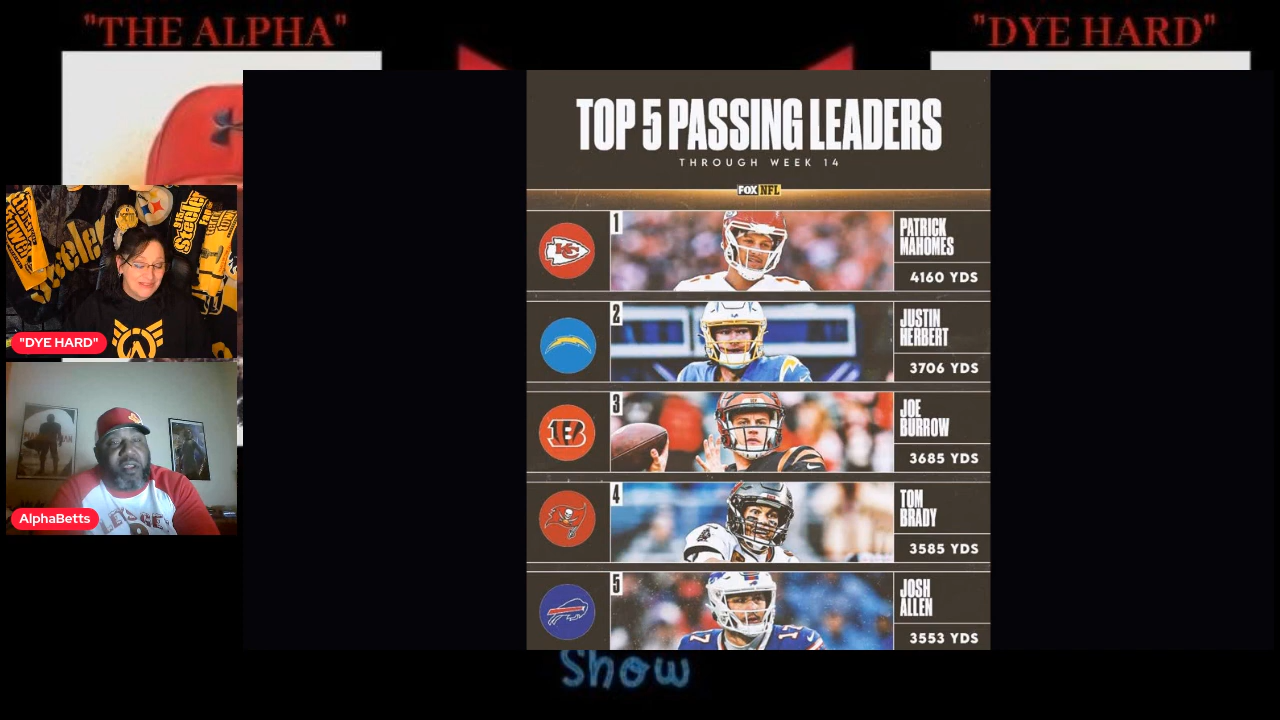 "THE ALPHA"
"DYE HARD"
TOP 5 PASSING LEADERS
THROUGH WEEK 14
FOX NFL
1
PATRICK
MAHOMES
4160 YDS
2
JUSTIN
HERBERT
3706 YDS
3
JOE
BURROW
3685 YDS
4
TOM
BRADY
3585 YDS
5
JOSH
ALLEN
3553 YDS
"DYE HARD"
AlphaBetts
Show